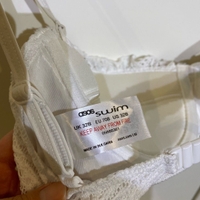 asos swim
UK 32B EU 70B US 32B
KEEP AWAY FROM FIRE
MADE IN SRI LANKA